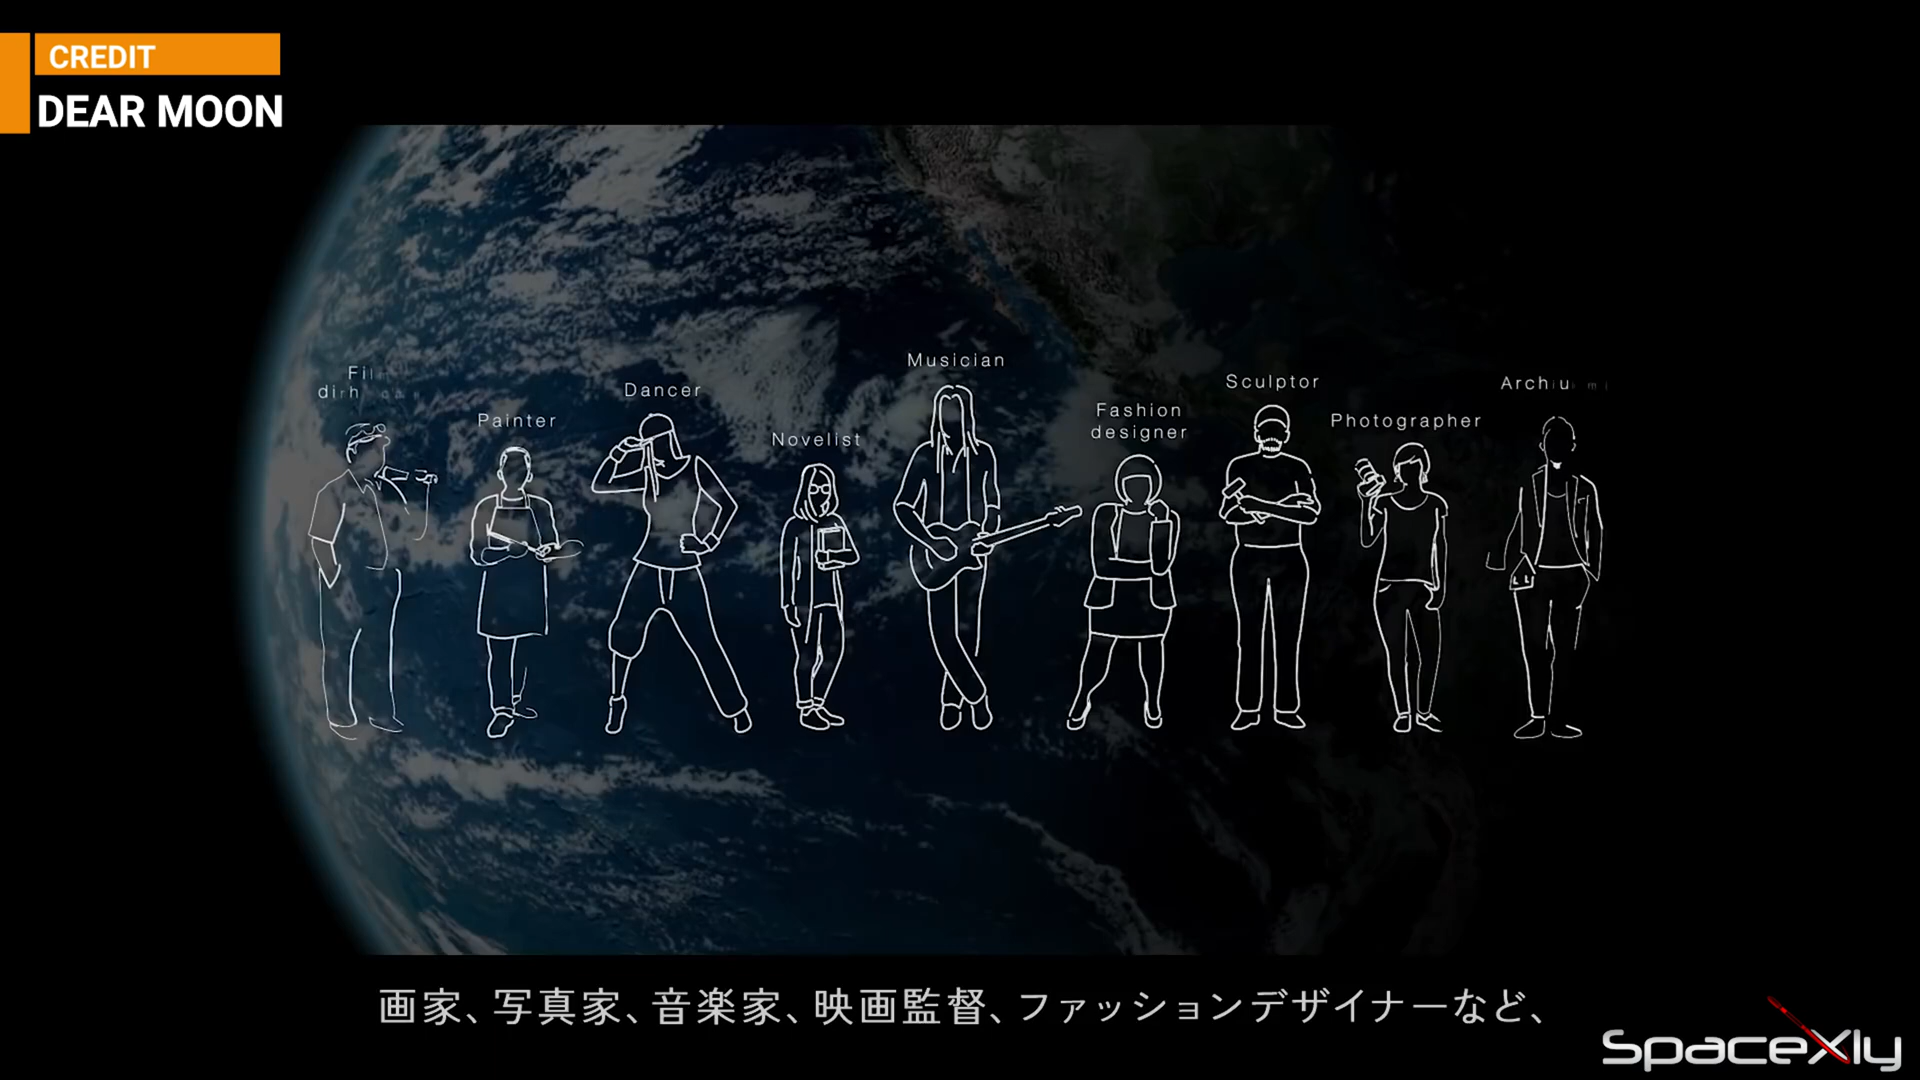 CREDIT
DEAR MOON
Musician
Sculptor
Dancer
Painter
Fashion
designer
Photographer
Novelist
画家、写真家、音楽家、映画監督、ファッションデザイナーなど、
SpaceXly